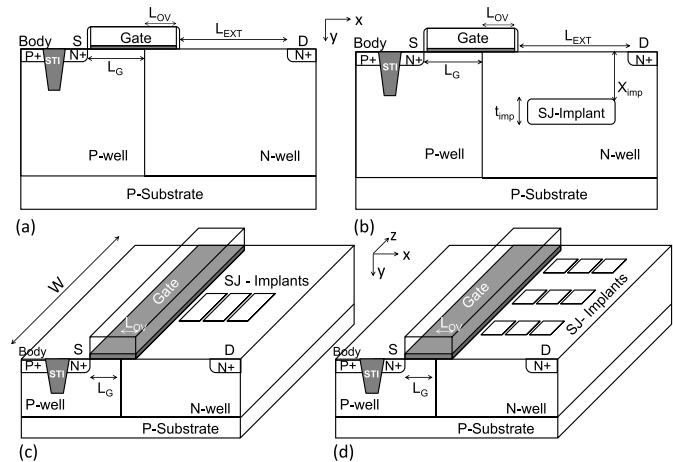 L_OV
L_EXT
x
y
Body S Gate D
P+ STI N+ N+
L_G
P-well N-well
P-Substrate
(a)
L_OV
L_EXT
Body S Gate D
P+ STI N+ N+
L_G
X_imp
t_imp
SJ-Implant
P-well N-well
P-Substrate
(b)
W
Gate
SJ - Implants
L_OV
Body S D
P+ STI N+ N+
L_G
P-well N-well
P-Substrate
(c)
z
x
y
Gate
SJ- Implants
L_OV
Body S D
P+ STI N+ N+
L_G
P-well N-well
P-Substrate
(d)